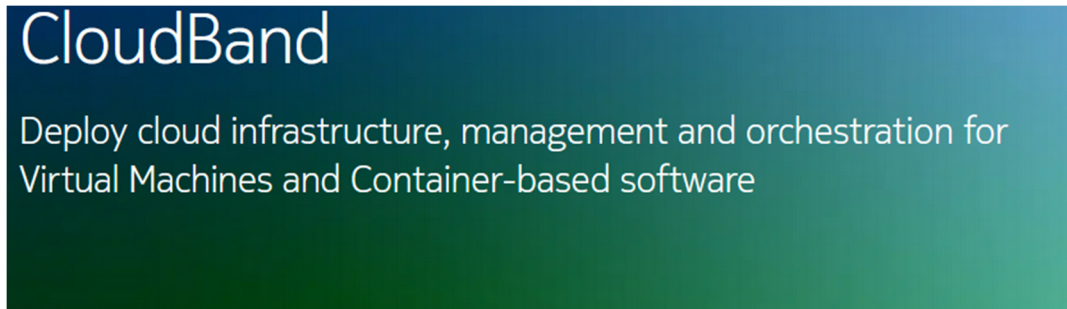 CloudBand
Deploy cloud infrastructure, management and orchestration for
Virtual Machines and Container-based software